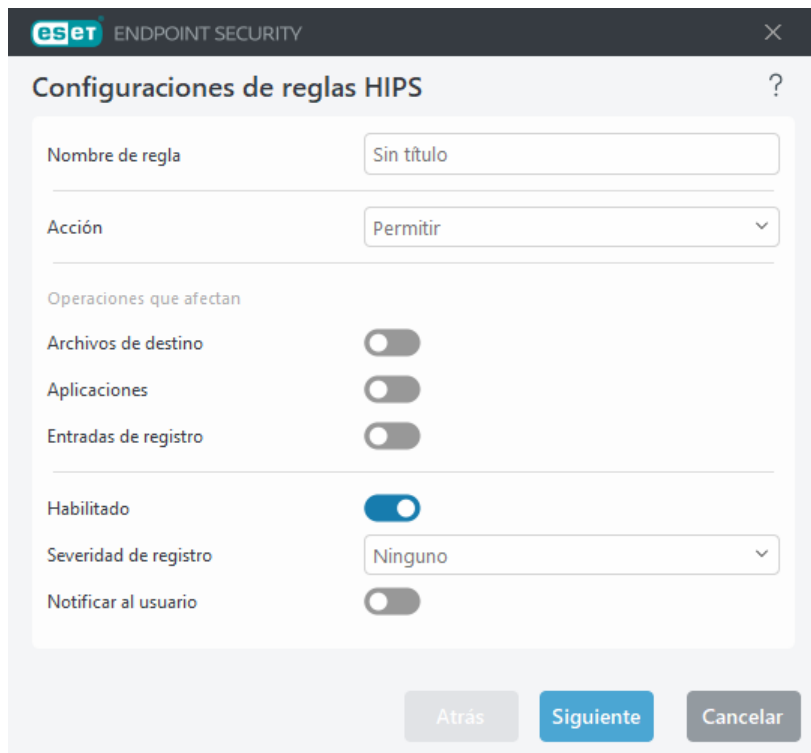 eset ENDPOINT SECURITY
Configuraciones de reglas HIPS ?
Nombre de regla Sin título
Acción Permitir
Operaciones que afectan
Archivos de destino
Aplicaciones
Entradas de registro
Habilitado
Severidad de registro Ninguno
Notificar al usuario
Atrás Siguiente Cancelar